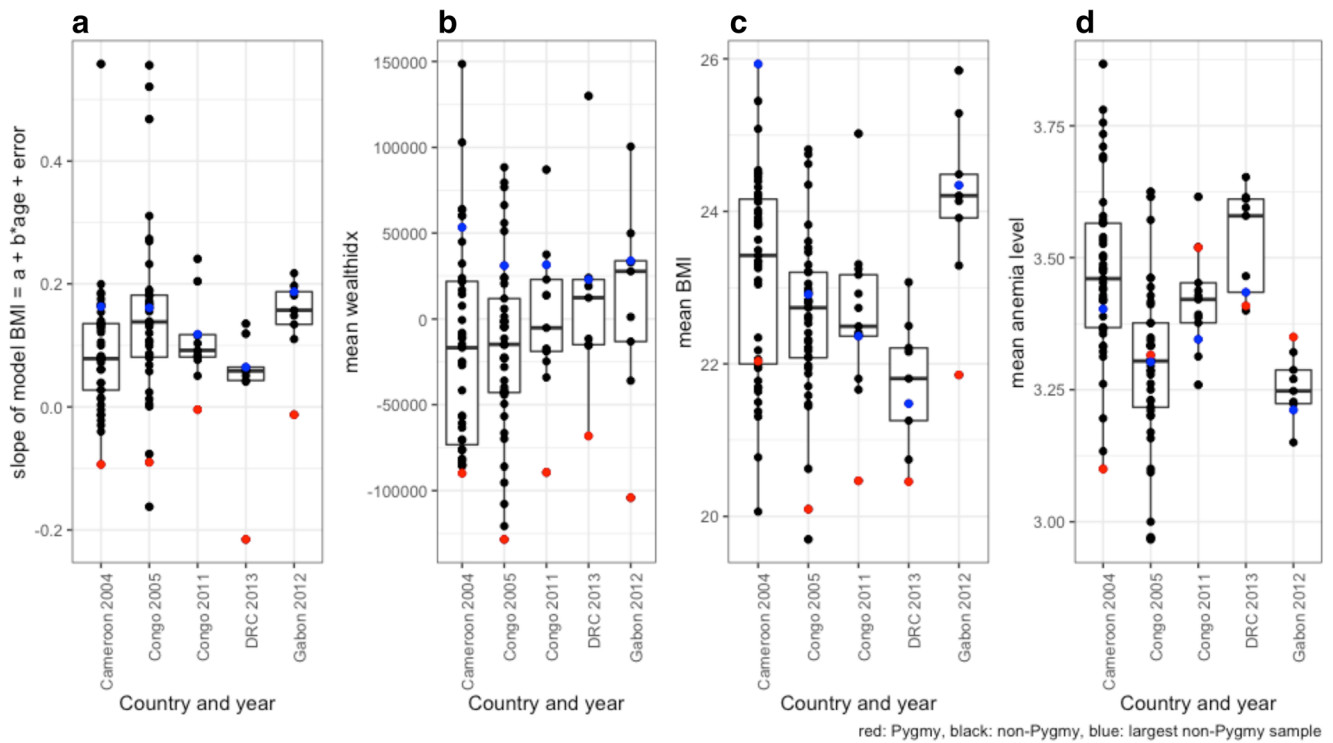 a
b
c
d
slope of model BMI = a + b*age + error
0.4
0.2
0.0
-0.2
Cameroon 2004
Congo 2005
Congo 2011
DRC 2013
Gabon 2012
Country and year
mean wealthidx
150000
100000
50000
0
-50000
-100000
Cameroon 2004
Congo 2005
Congo 2011
DRC 2013
Gabon 2012
Country and year
mean BMI
26
24
22
20
Cameroon 2004
Congo 2005
Congo 2011
DRC 2013
Gabon 2012
Country and year
mean anemia level
3.75
3.50
3.25
3.00
Cameroon 2004
Congo 2005
Congo 2011
DRC 2013
Gabon 2012
Country and year
red: Pygmy, black: non-Pygmy, blue: largest non-Pygmy sample